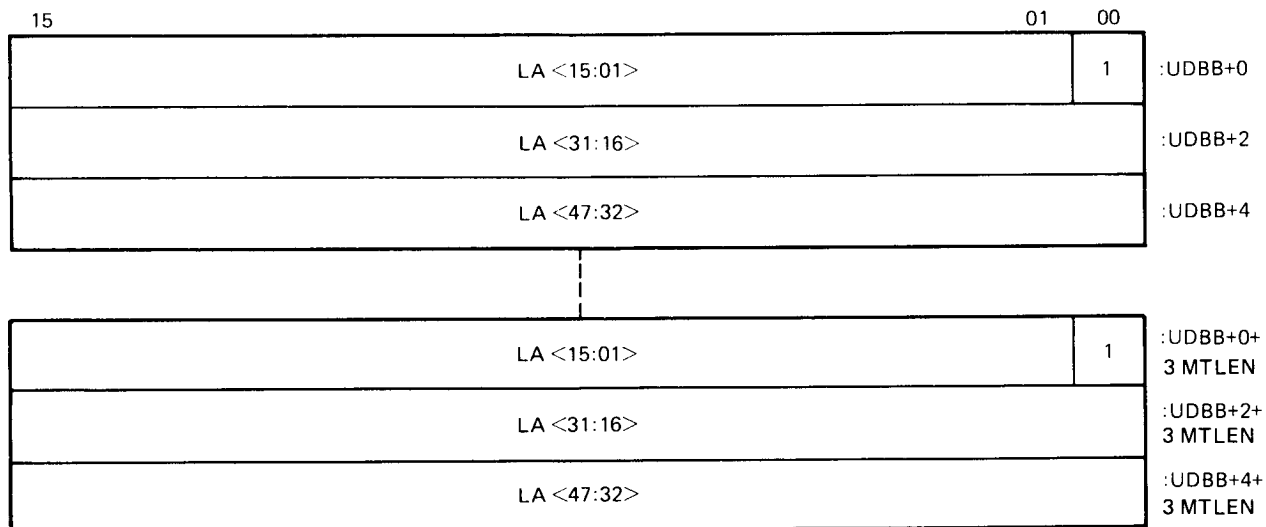 15 01 00
LA <15:01> 1 :UDBB+0
LA <31:16> :UDBB+2
LA <47:32> :UDBB+4
LA <15:01> 1 :UDBB+0+
3 MTLEN
LA <31:16> :UDBB+2+
3 MTLEN
LA <47:32> :UDBB+4+
3 MTLEN